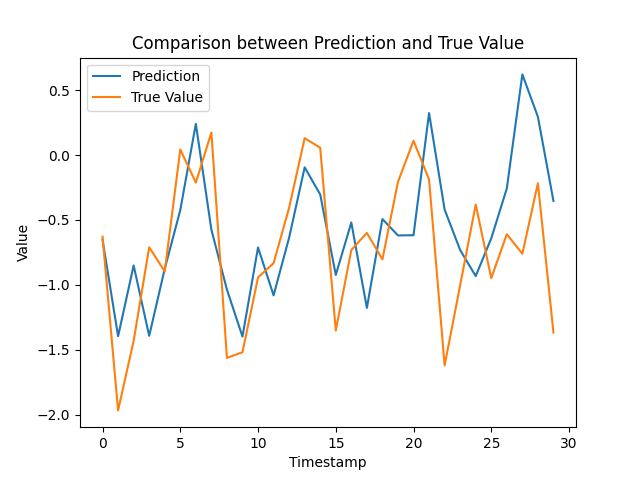 Comparison between Prediction and True Value
Prediction
True Value
0.5
0.0
−0.5
−1.0
−1.5
−2.0
Value
0 5 10 15 20 25 30
Timestamp